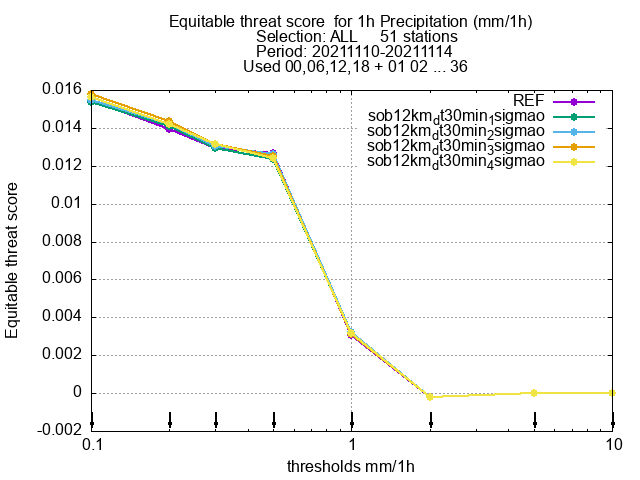 Equitable threat score  for 1h Precipitation (mm/1h)
Selection: ALL     51 stations
Period: 20211110-20211114
Used 00,06,12,18 + 01 02 ... 36
REF
sob12km_dt30min_1sigmao
sob12km_dt30min_2sigmao
sob12km_dt30min_3sigmao
sob12km_dt30min_4sigmao
Equitable threat score
0.016
0.014
0.012
0.01
0.008
0.006
0.004
0.002
0
-0.002
0.1
1
10
thresholds mm/1h